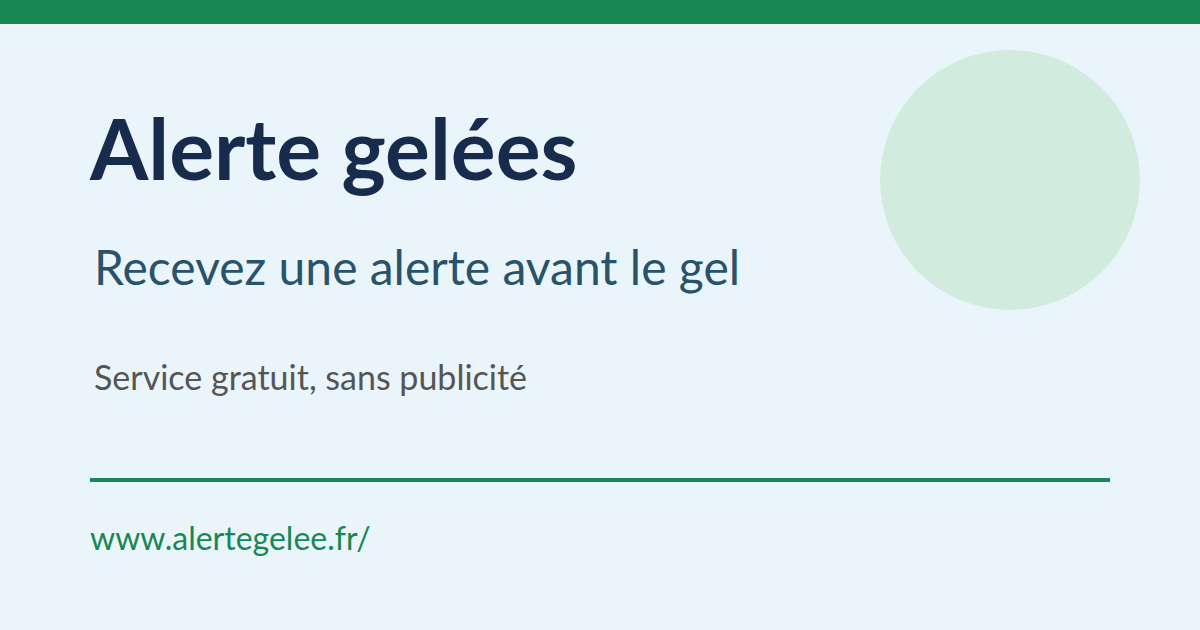 Alerte gelées
Recevez une alerte avant le gel
Service gratuit, sans publicité
www.alertegelee.fr/